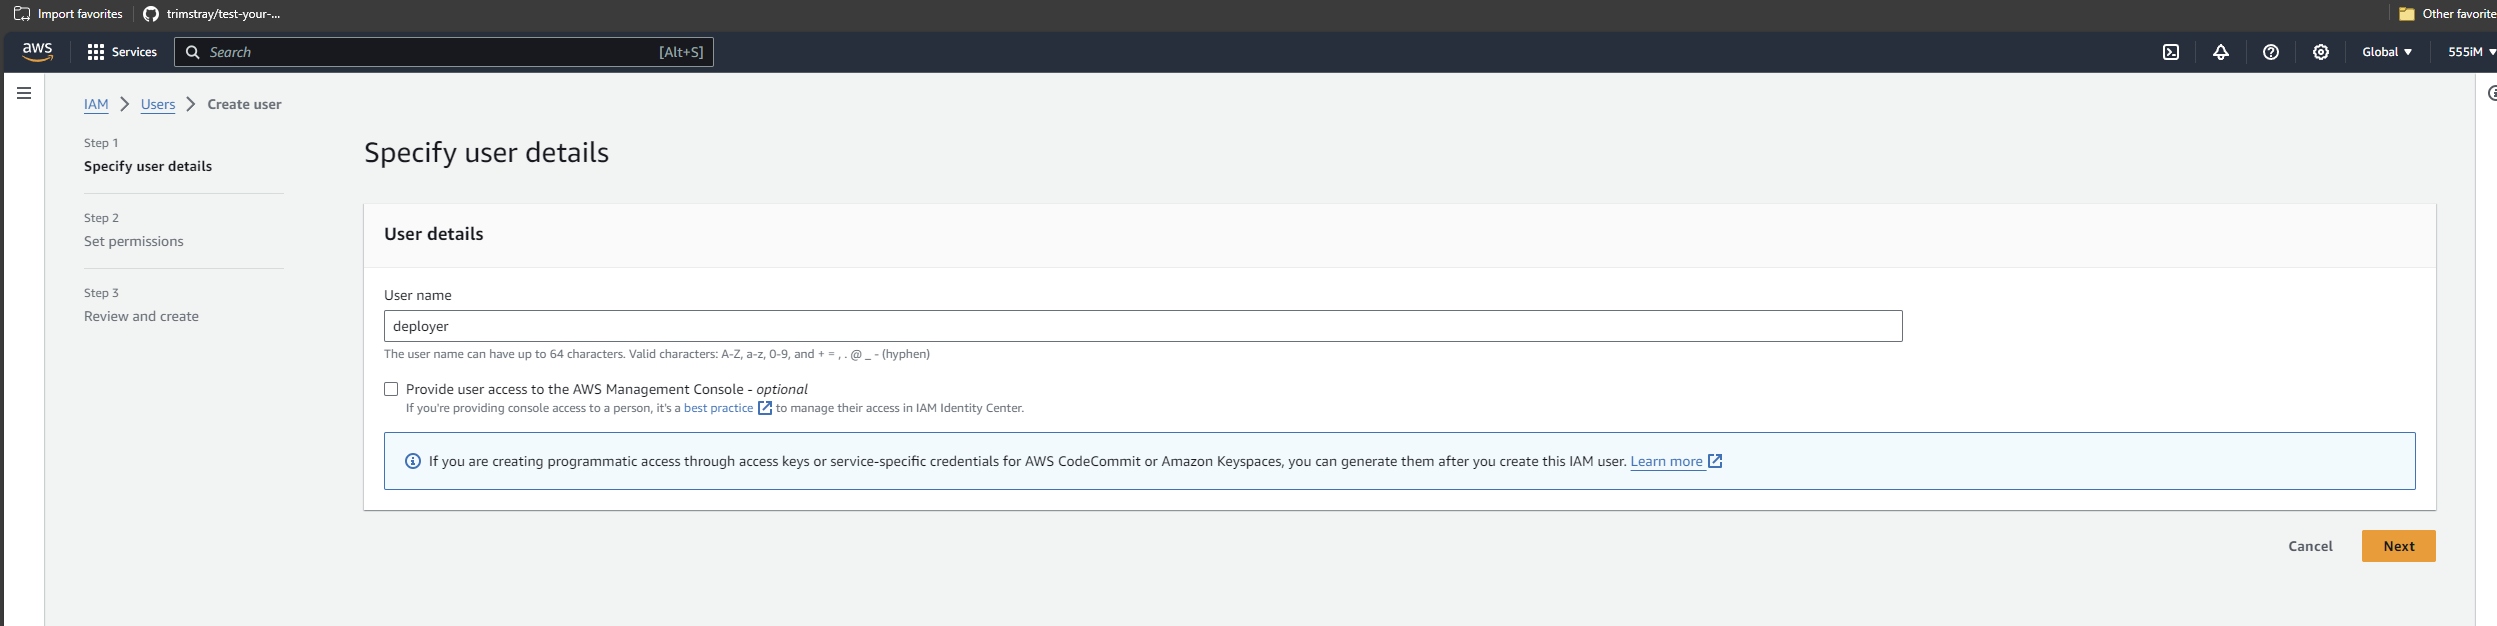 Import favorites
trimstray/test-your-...
Other favorite
aws
Services
Search
[Alt+S]
Global
555iM
IAM
Users
Create user
Step 1
Specify user details
Step 2
Set permissions
Step 3
Review and create
Specify user details
User details
User name
deployer
The user name can have up to 64 characters. Valid characters: A-Z, a-z, 0-9, and + = , . @ _ - (hyphen)
Provide user access to the AWS Management Console - optional
If you're providing console access to a person, it's a best practice to manage their access in IAM Identity Center.
If you are creating programmatic access through access keys or service-specific credentials for AWS CodeCommit or Amazon Keyspaces, you can generate them after you create this IAM user. Learn more
Cancel
Next